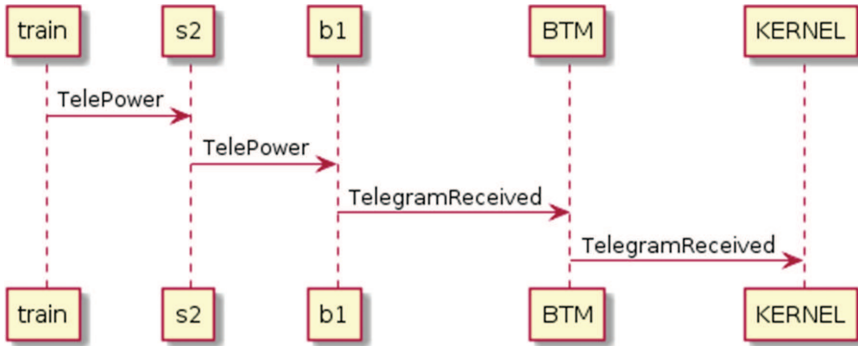 train s2 b1 BTM KERNEL
TelePower
TelePower
TelegramReceived
TelegramReceived
train s2 b1 BTM KERNEL